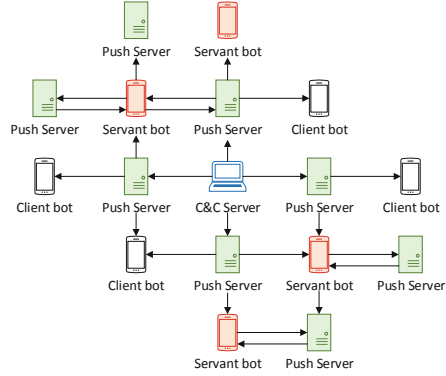 Push Server Servant bot
Push Server Servant bot Push Server Client bot
Client bot Push Server C&C Server Push Server Client bot
Client bot Push Server Servant bot Push Server
Servant bot Push Server